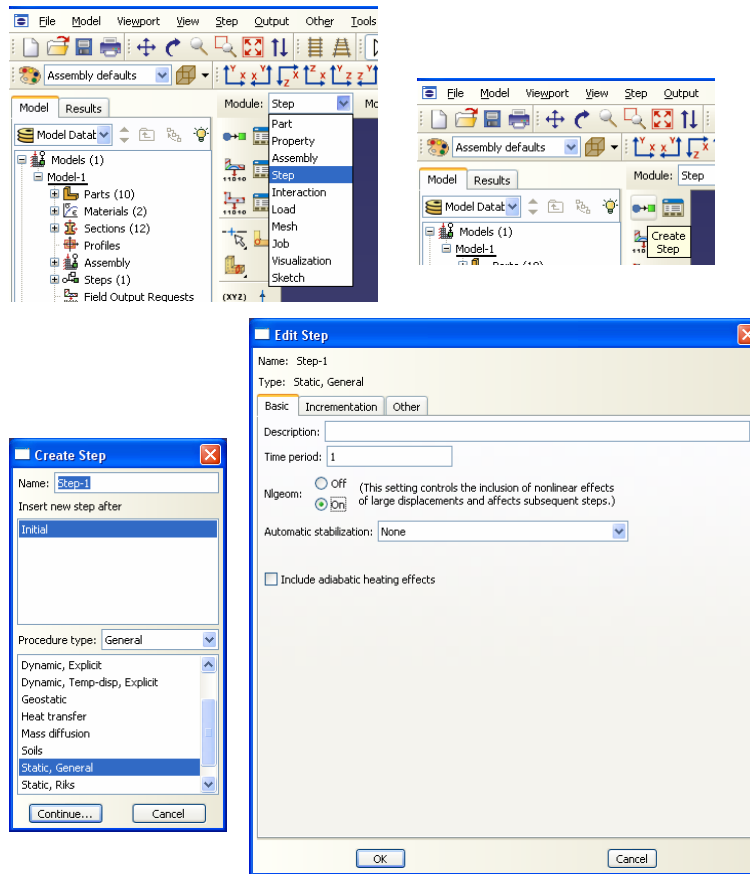 File Model Viewport View Step Output Other Tools
Assembly defaults
Model Results
Module: Step
Model Datab
Models (1)
Model-1
Parts (10)
Materials (2)
Sections (12)
Profiles
Assembly
Steps (1)
Field Output Requests
Part
Property
Assembly
Step
Interaction
Load
Mesh
Job
Visualization
Sketch
(XYZ)
File Model Viewport View Step Output
Assembly defaults
Model Results
Module: Step
Model Datab
Models (1)
Model-1
Parts (10)
Create
Step
Create Step
Name: Step-1
Insert new step after
Initial
Procedure type: General
Dynamic, Explicit
Dynamic, Temp-disp, Explicit
Geostatic
Heat transfer
Mass diffusion
Soils
Static, General
Static, Riks
Continue... Cancel
Edit Step
Name: Step-1
Type: Static, General
Basic Incrementation Other
Description:
Time period: 1
Nlgeom:
Off
On
(This setting controls the inclusion of nonlinear effects
of large displacements and affects subsequent steps.)
Automatic stabilization: None
Include adiabatic heating effects
OK Cancel